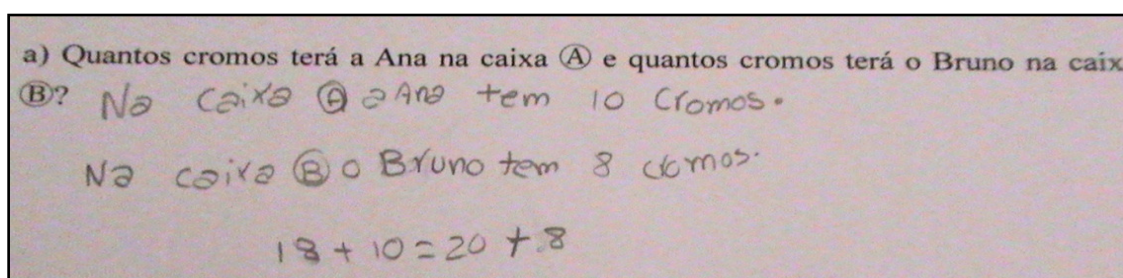 a) Quantos cromos terá a Ana na caixa Ⓐ e quantos cromos terá o Bruno na caix
Ⓑ? Na caixa Ⓐ a Ana tem 10 cromos.
Na caixa Ⓑ o Bruno tem 8 cromos.
18 + 10 = 20 + 8